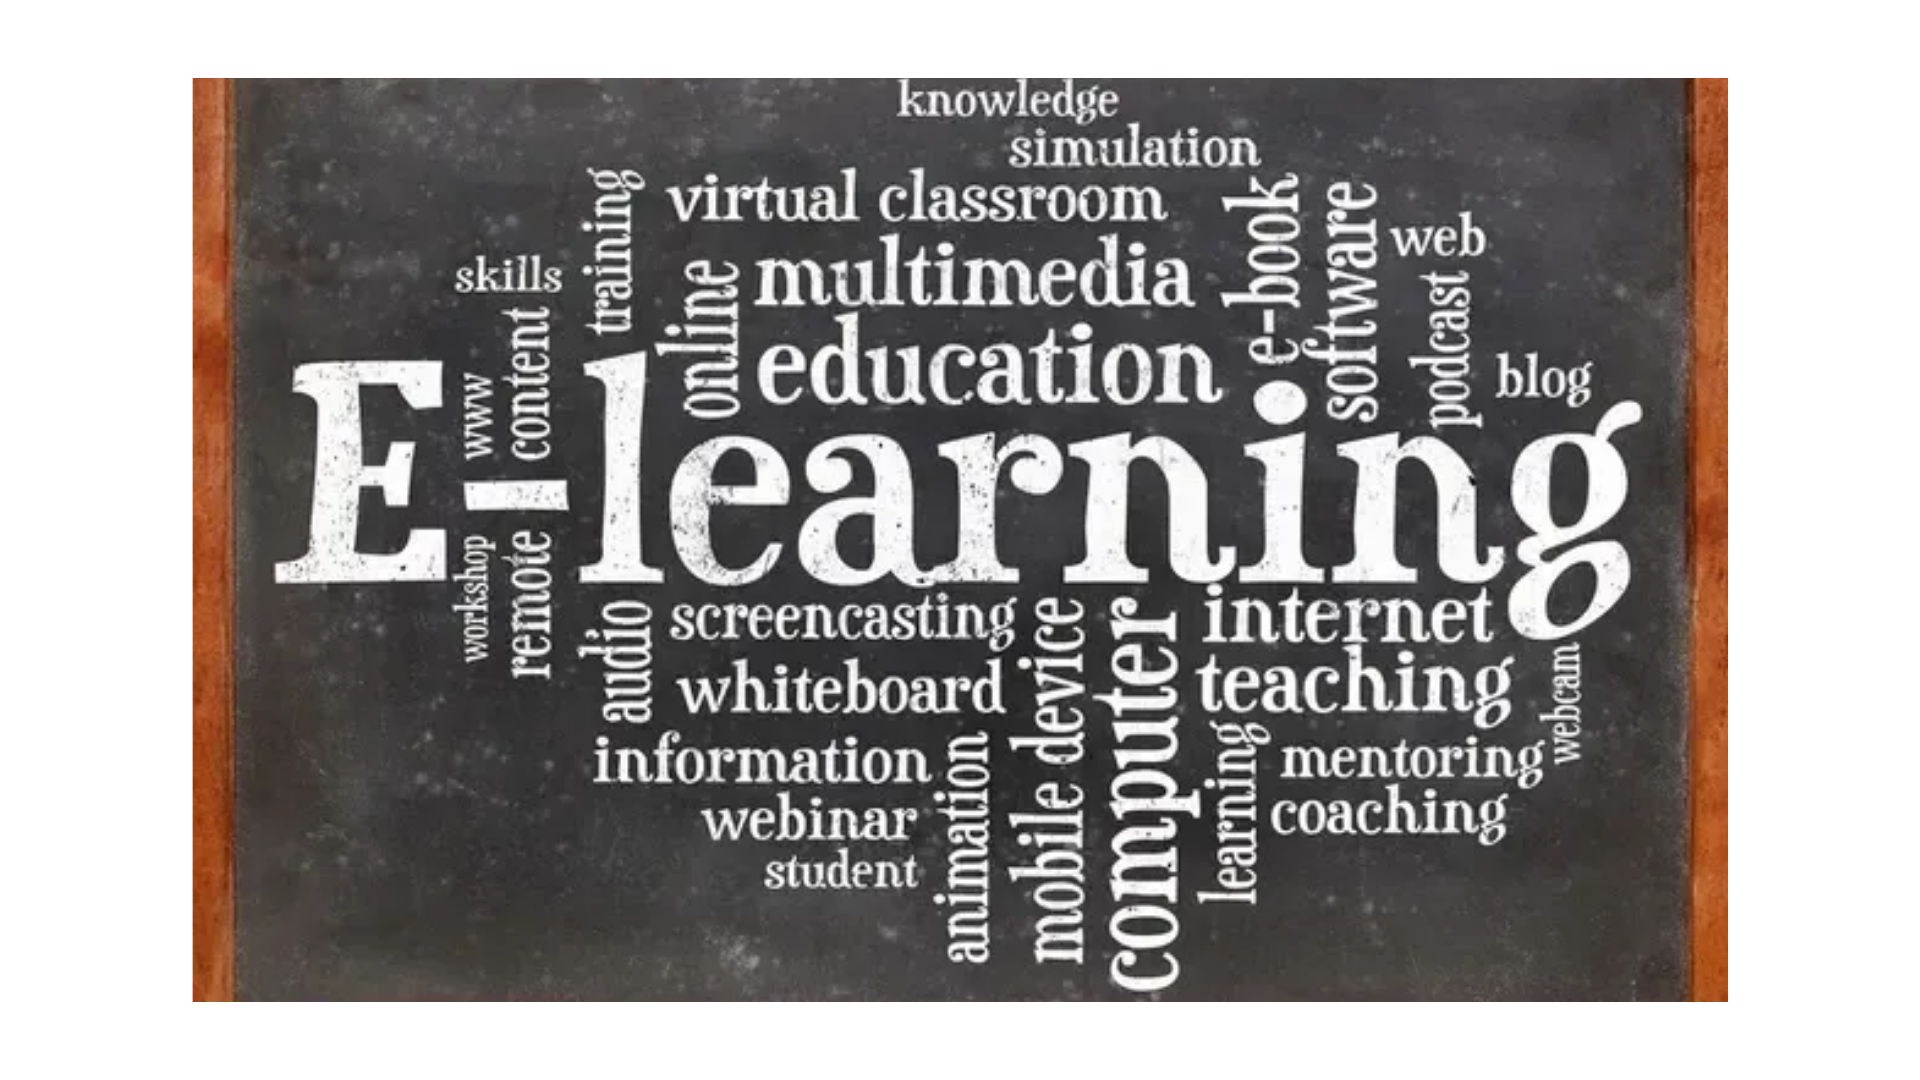 knowledge
simulation
virtual classroom
training
e-book
software
web
skills
online
multimedia
podcast
content
education
blog
www
E-learning
workshop
remote
audio
screencasting
mobile device
computer
internet
whiteboard
teaching
webcam
information
animation
learning
mentoring
webinar
coaching
student